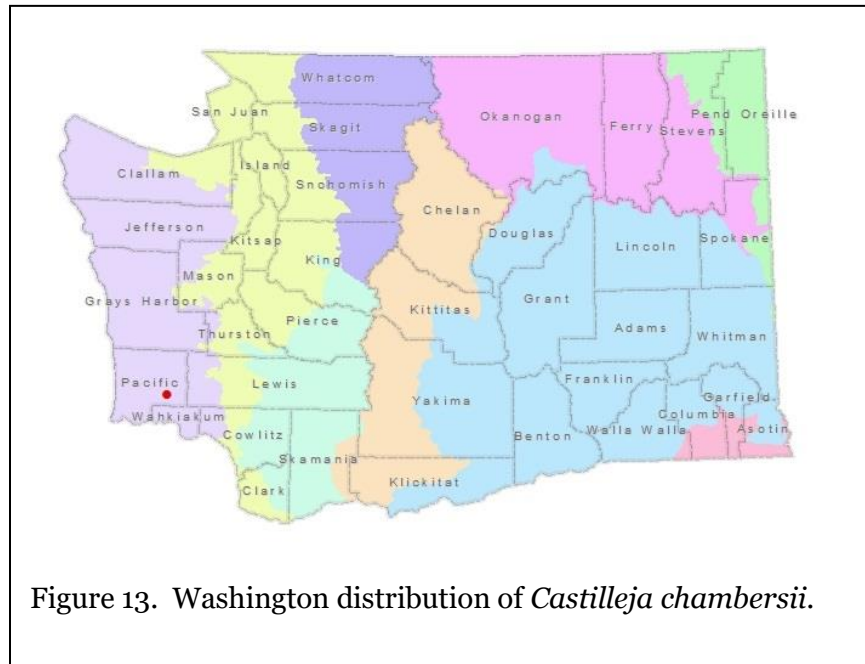 Whatcom
San Juan
Skagit
Okanogan
Ferry
Stevens
Pend Oreille
Island
Clallam
Snohomish
Chelan
Jefferson
Kitsap
Douglas
Lincoln
Spokane
King
Mason
Grays Harbor
Kittitas
Grant
Pierce
Thurston
Adams
Whitman
Pacific
Lewis
Franklin
Garfield
Wahkiakum
Yakima
Columbia
Cowlitz
Walla Walla
Asotin
Benton
Skamania
Klickitat
Clark
Figure 13. Washington distribution of Castilleja chambersii.